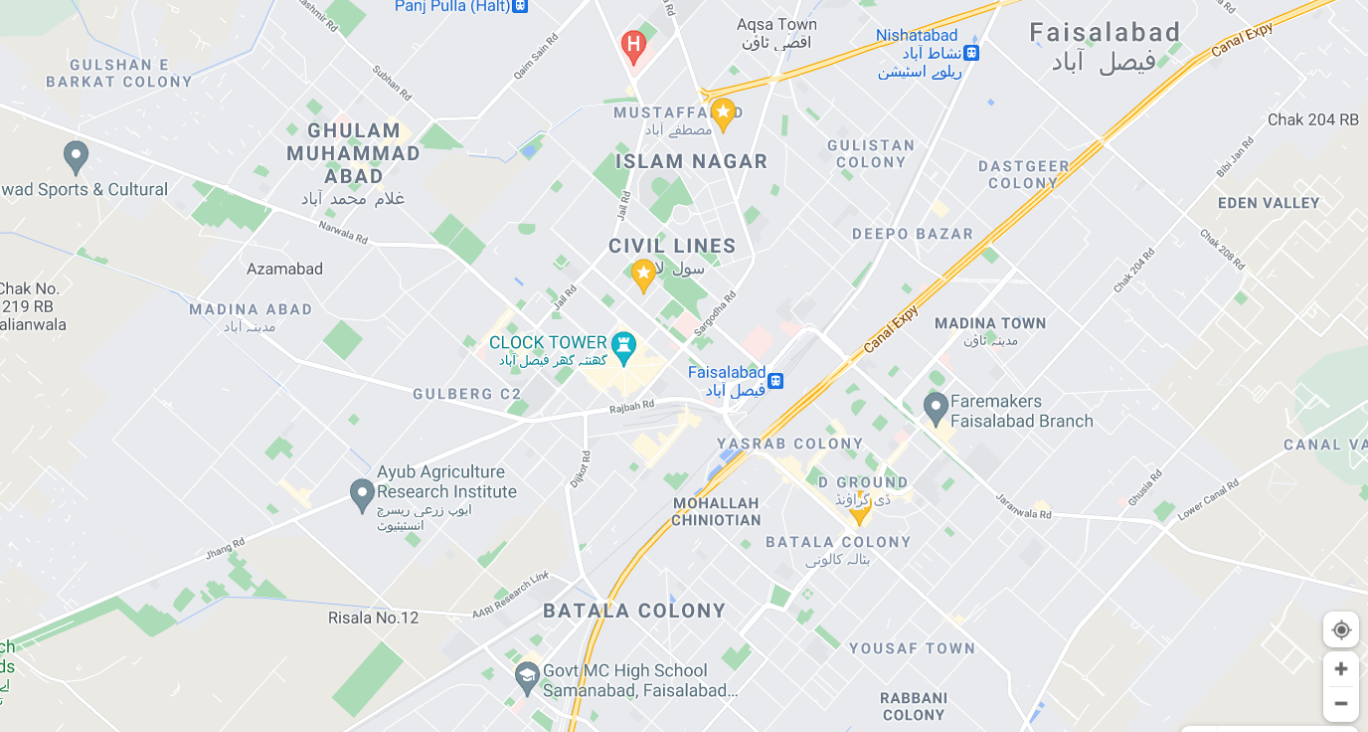 Panj Pulla (Halt)
Kashmir Rd
Aqsa Town
اقصی ٹاؤن
Nishatabad
نشاط آباد
ریلوے اسٹیشن
Faisalabad
فیصل آباد
Canal Expy
GULSHAN E
BARKAT COLONY
Subhan Rd
Qaim Sain Rd
H
MUSTAFFABAD
مصطفے آباد
Chak 204 RB
GHULAM
MUHAMMAD
ABAD
غلام محمد آباد
ISLAM NAGAR
GULISTAN
COLONY
DASTGEER
COLONY
Bibi Jan Rd
wad Sports & Cultural
Jail Rd
EDEN VALLEY
Narwala Rd
CIVIL LINES
سول
DEEPO BAZAR
Chak 208 Rd
Chak 204 Rd
Azamabad
Chak No.
219 RB
alianwala
MADINA ABAD
مدینہ آباد
Jail Rd
Sargodha Rd
Canal Expy
MADINA TOWN
مدینہ ٹاؤن
CLOCK TOWER
گھنٹہ گھر فیصل آباد
Faisalabad
فیصل آباد
GULBERG C2
Rajbah Rd
Faremakers
Faisalabad Branch
YASRAB COLONY
CANAL VA
Dijkot Rd
Ayub Agriculture
Research Institute
ایوب زرعی ریسرچ
انسٹیٹیوٹ
D GROUND
ڈی گراؤنڈ
MOHALLAH
CHINIOTIAN
Jaranwala Rd
Ghusia Rd
Lower Canal Rd
BATALA COLONY
بٹالہ کالونی
Jhang Rd
AARI Research Link
Risala No.12
BATALA COLONY
ch
ds
YOUSAF TOWN
Govt MC High School
Samanabad, Faisalabad...
RABBANI
COLONY
+
−